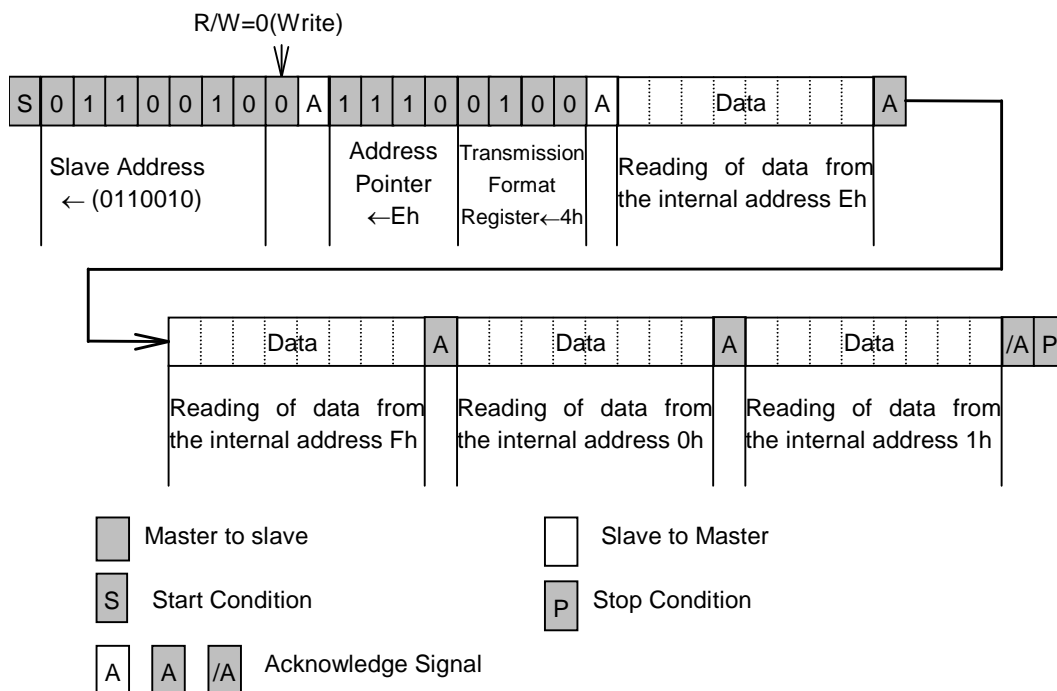 R/W=0(Write)
S 0 1 1 0 0 1 0 0 A 1 1 1 0 0 1 0 0 A Data A
Slave Address
← (0110010)
Address
Pointer
←Eh
Transmission
Format
Register←4h
Reading of data from
the internal address Eh
Data A Data A Data /A P
Reading of data from
the internal address Fh
Reading of data from
the internal address 0h
Reading of data from
the internal address 1h
Master to slave
Slave to Master
S Start Condition
P Stop Condition
A A /A Acknowledge Signal